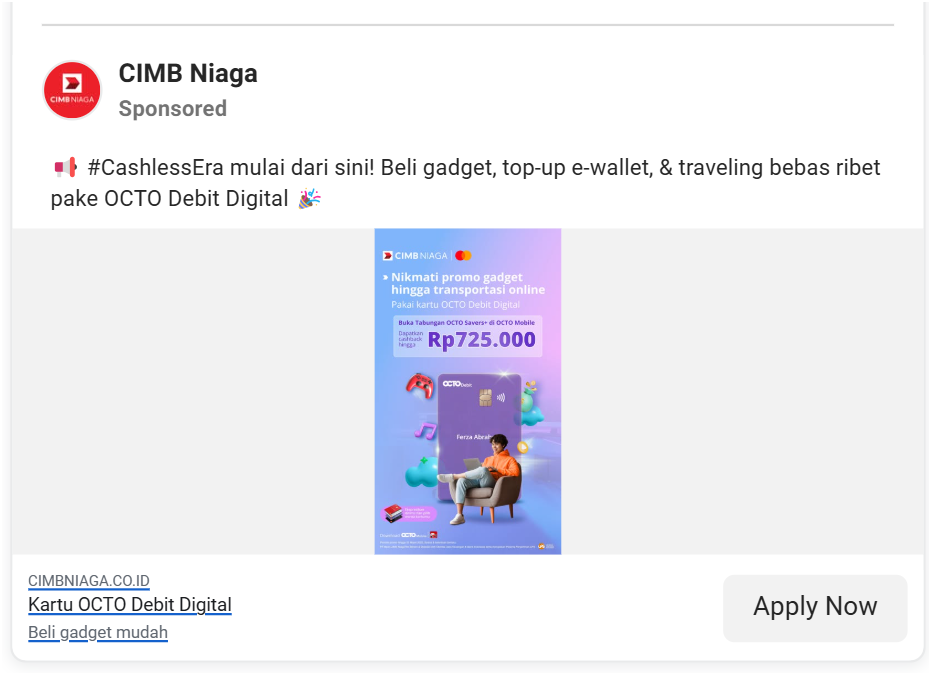 CIMB NIAGA
CIMB Niaga
Sponsored
#CashlessEra mulai dari sini! Beli gadget, top-up e-wallet, & traveling bebas ribet
pake OCTO Debit Digital
CIMB NIAGA
» Nikmati promo gadget
hingga transportasi online
Pakai kartu OCTO Debit Digital
Buka Tabungan OCTO Savers+ di OCTO Mobile
Dapatkan
cashback
hingga
Rp725.000
OCTO Debit
Ferza Abrah
OCTO
CIMBNIAGA.CO.ID
Kartu OCTO Debit Digital
Beli gadget mudah
Apply Now